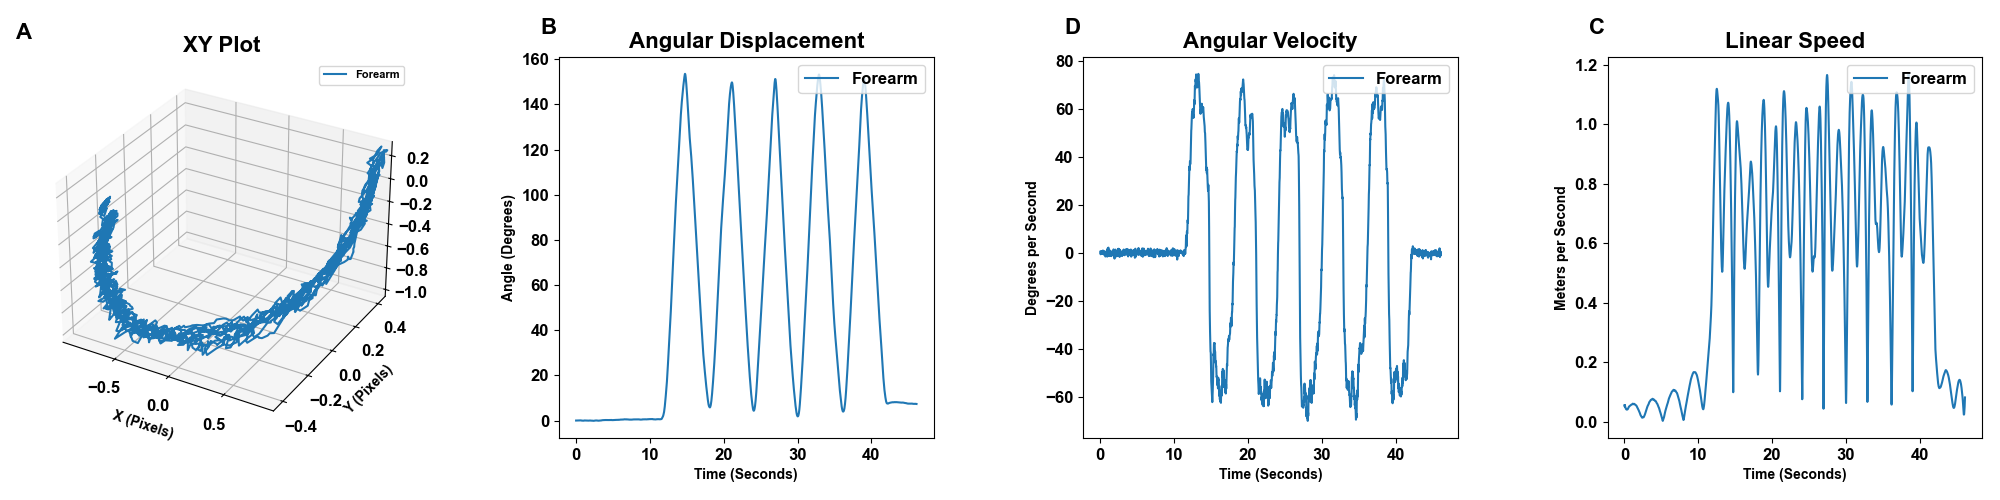 A
XY Plot
Forearm
0.2
0.0
−0.2
−0.4
−0.6
−0.8
−1.0
−0.5
0.0
0.5
X (Pixels)
−0.4
−0.2
0.0
0.2
0.4
Y (Pixels)
B
Angular Displacement
Forearm
160
140
120
100
80
60
40
20
0
Angle (Degrees)
0 10 20 30 40
Time (Seconds)
D
Angular Velocity
Forearm
80
60
40
20
0
−20
−40
−60
Degrees per Second
0 10 20 30 40
Time (Seconds)
C
Linear Speed
Forearm
1.2
1.0
0.8
0.6
0.4
0.2
0.0
Meters per Second
0 10 20 30 40
Time (Seconds)